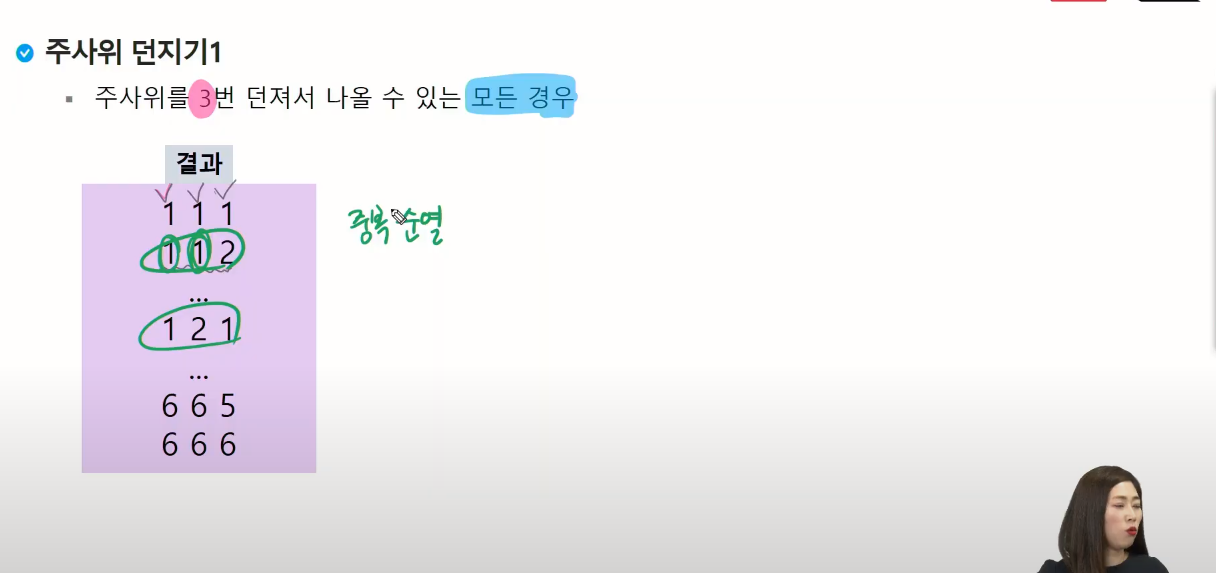 주사위 던지기1
주사위를 3번 던져서 나올 수 있는 모든 경우
결과
1 1 1
중복 순열
1 1 2
...
1 2 1
...
6 6 5
6 6 6